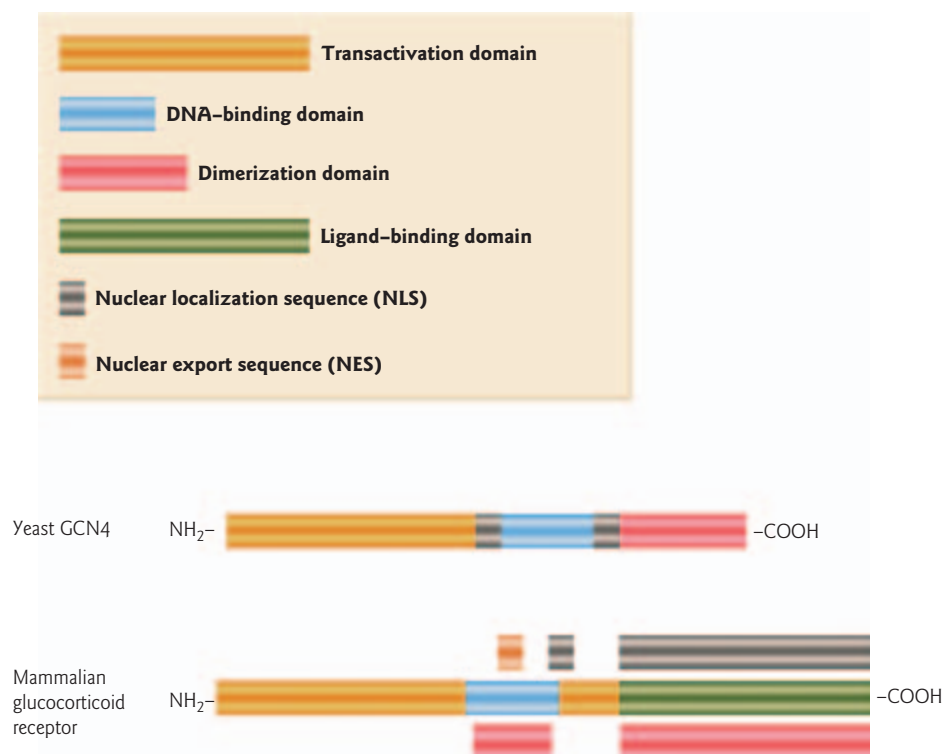 Transactivation domain
DNA–binding domain
Dimerization domain
Ligand–binding domain
Nuclear localization sequence (NLS)
Nuclear export sequence (NES)
Yeast GCN4 NH₂– –COOH
Mammalian
glucocorticoid NH₂– –COOH
receptor